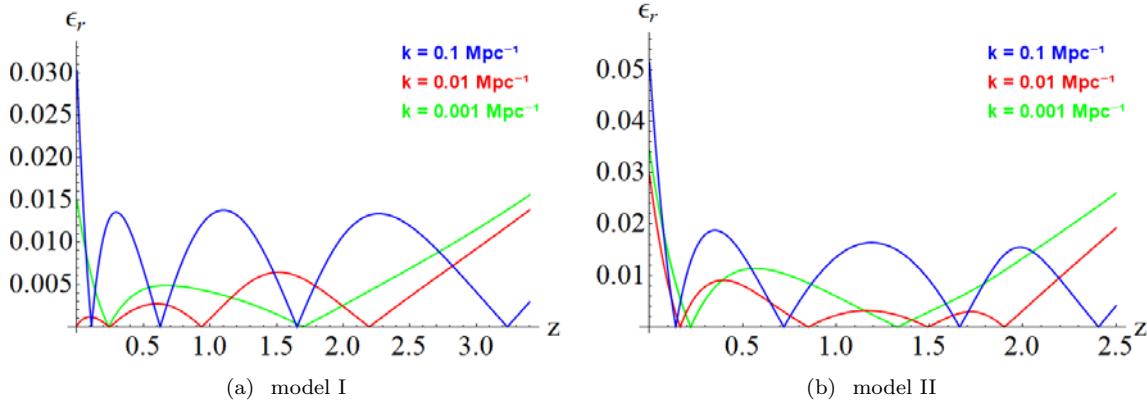 ϵr
k = 0.1 Mpc⁻¹
k = 0.01 Mpc⁻¹
k = 0.001 Mpc⁻¹
0.030
0.025
0.020
0.015
0.010
0.005
0.5 1.0 1.5 2.0 2.5 3.0 z
(a) model I
ϵr
k = 0.1 Mpc⁻¹
k = 0.01 Mpc⁻¹
k = 0.001 Mpc⁻¹
0.05
0.04
0.03
0.02
0.01
0.5 1.0 1.5 2.0 2.5 z
(b) model II